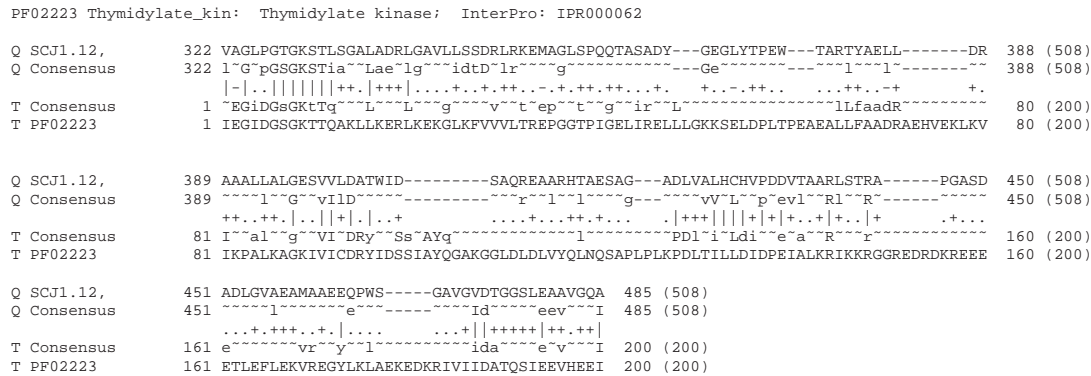 PF02223 Thymidylate_kin:  Thymidylate kinase;  InterPro: IPR000062
Q SCJ1.12,       322 VAGLPGTGKSTLSGALADRLGAVLLSSDRLRKEMAGLSPQQTASADY---GEGLYTPEW---TARTYAELL-------DR  388 (508)
Q Consensus      322 l~G~pGSGKSTia~~Lae~lg~~~idtD~lr~~~~g~~~~~~~~~~~---Ge~~~~~~~---~~~~l~~~l-------~~  388 (508)
                     |-|..|||||||++.|+++|....+..+.++..-.+.++.++...+.   +..-.++    ..++..++..-+       +.
T Consensus        1 ~EGiDGsGKtTq~~~L~~~L~~~g~~~~v~~t~ep~~t~~g~~ir~~L~~~~~~~~~~~~~~~~~~lLfaadR~~~~~~~~~   80 (200)
T PF02223          1 IEGIDGSGKTTQAKLLKERLKEKGLKFVVVLTREPGGTPIGELIRELLLGKKSELDPLTPEAEALLFAADRAEHVEKLKV   80 (200)
Q SCJ1.12,       389 AAALLALGESVVLDATWID---------SAQREAARHTAESAG---ADLVALHCHVPDDVTAARLSTRA------PGASD  450 (508)
Q Consensus      389 ~~~~l~~G~~vIlD~~~~~---------~~~r~~l~~l~~~~g---~~~~vV~L~~p~evl~~Rl~~R~------~~~~~  450 (508)
                     ++..++..|..||+|.|..+          ....+...++.+...     .|+++||||+|+|+..+|+..|+        .+...
T Consensus       81 I~~al~~g~~VI~DRy~~Ss~AYq~~~~~~~~~~~~~l~~~~~~~~~PDl~i~Ldi~~e~a~~R~~~r~~~~~~~~~~~~  160 (200)
T PF02223         81 IKPALKAGKIVICDRYIDSSIAYQGAKGGLDLDLVYQLNQSAPLPLKPDLTILLDIDPEIALKRIKKRGGREDRDKREEE  160 (200)
Q SCJ1.12,       451 ADLGVAEAMAAEEQPWS-----GAVGVDTGGSLEAAVGQA  485 (508)
Q Consensus      451 ~~~~~l~~~~~~e~~~~-----~~~~Id~~~~~eev~~~I  485 (508)
                     ...+.+++..+.|....     ...+||+++++|++.++|
T Consensus      161 e~~~~~~~~vr~~y~~l~~~~~~~~~~ida~~~~e~v~~~I  200 (200)
T PF02223        161 ETLEFLEKVREGYLKLAEKEDKRIVIIDATQSIEEVHEEI  200 (200)